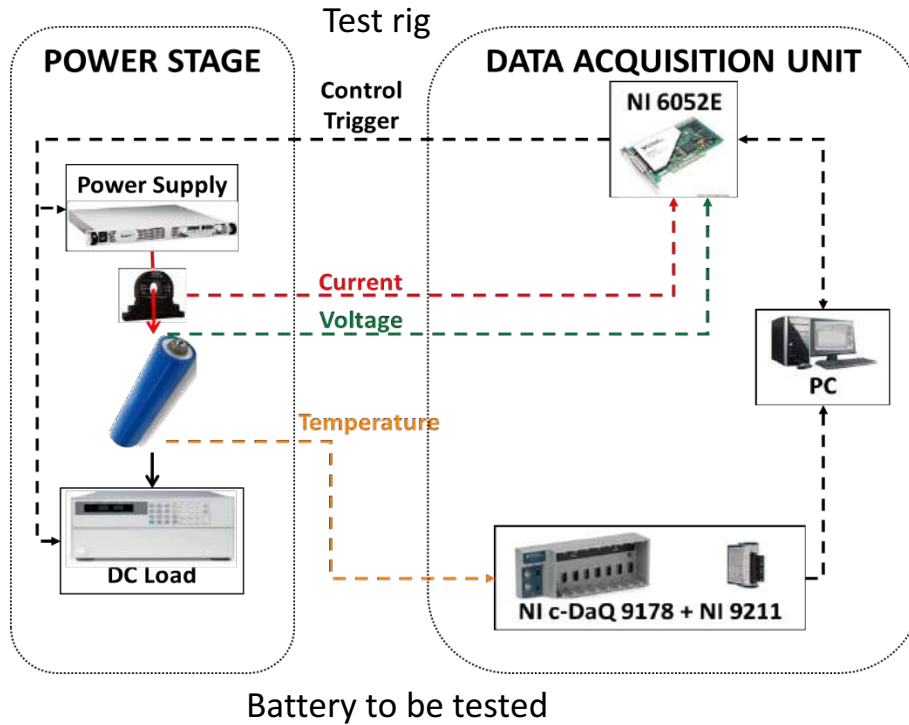 Test rig
POWER STAGE
DATA ACQUISITION UNIT
Control
Trigger
NI 6052E
Power Supply
Current
Voltage
PC
Temperature
DC Load
NI c-DaQ 9178 + NI 9211
Battery to be tested